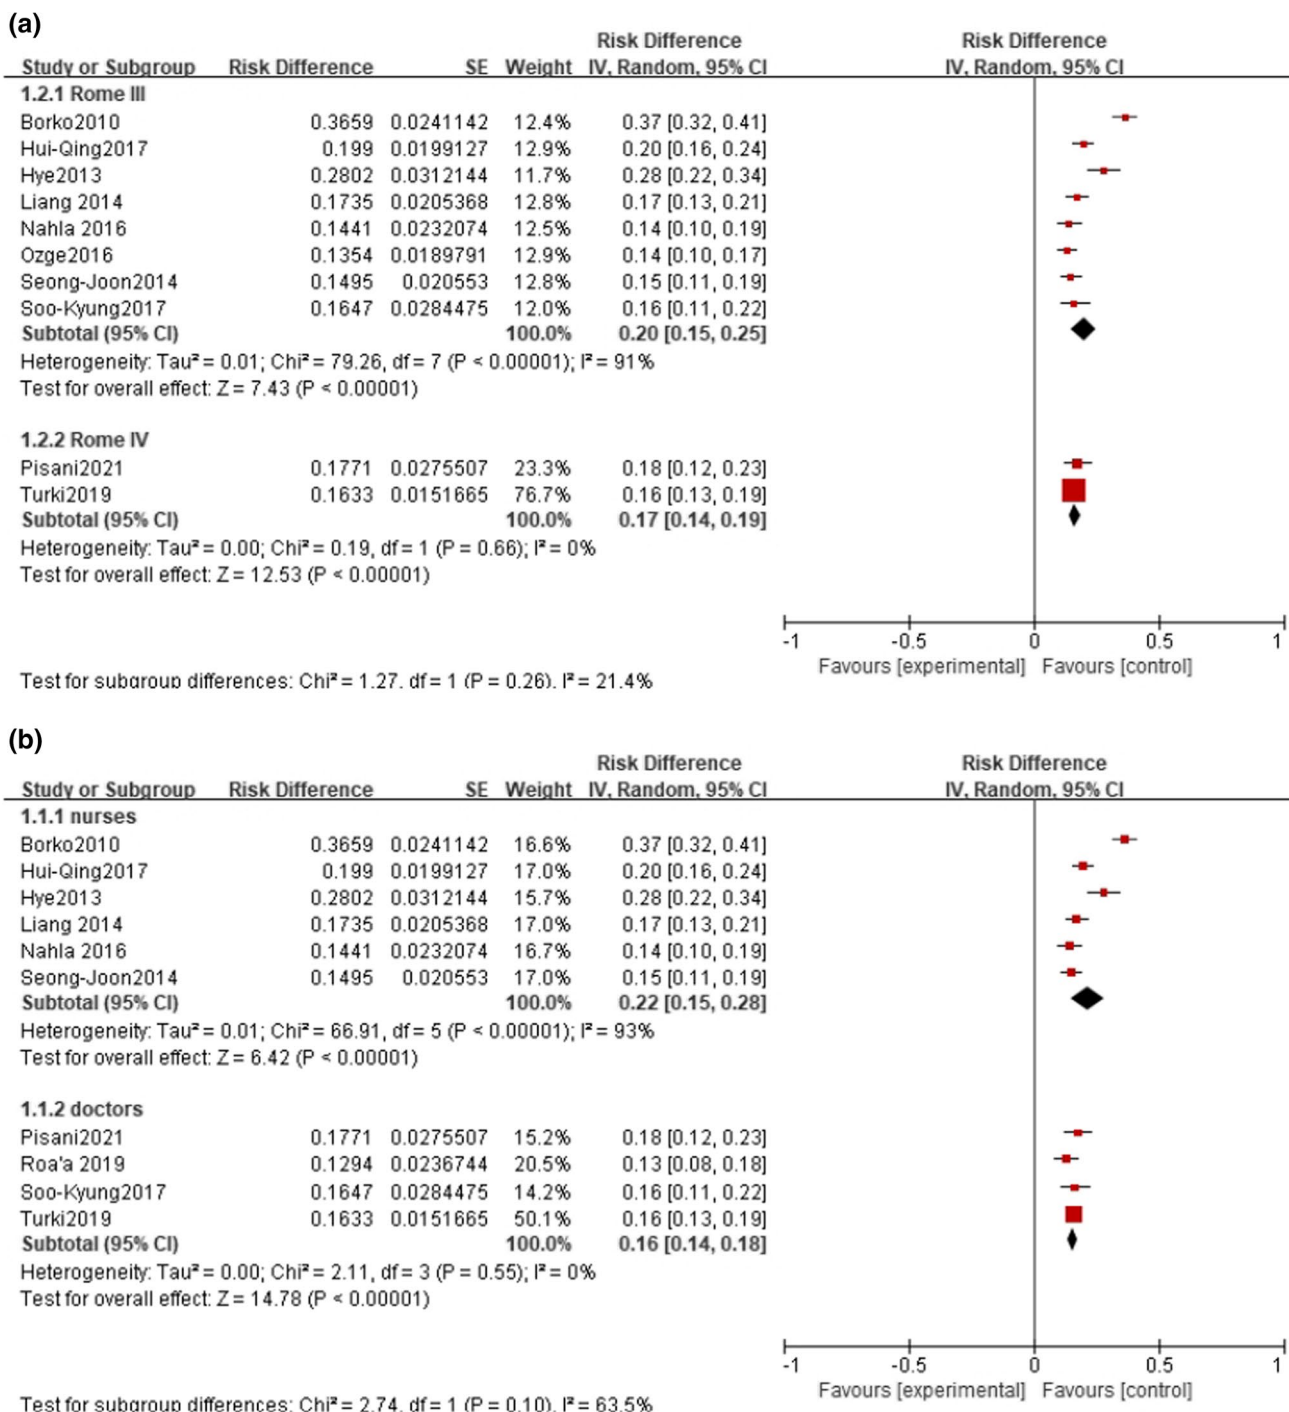 (a)
Risk Difference Risk Difference
Study or Subgroup Risk Difference SE Weight IV, Random, 95% CI IV, Random, 95% CI
1.2.1 Rome III
Borko2010 0.3659 0.0241142 12.4% 0.37 [0.32, 0.41]
Hui-Qing2017 0.199 0.0199127 12.9% 0.20 [0.16, 0.24]
Hye2013 0.2802 0.0312144 11.7% 0.28 [0.22, 0.34]
Liang 2014 0.1735 0.0205368 12.8% 0.17 [0.13, 0.21]
Nahla 2016 0.1441 0.0232074 12.5% 0.14 [0.10, 0.19]
Ozge2016 0.1354 0.0189791 12.9% 0.14 [0.10, 0.17]
Seong-Joon2014 0.1495 0.020553 12.8% 0.15 [0.11, 0.19]
Soo-Kyung2017 0.1647 0.0284475 12.0% 0.16 [0.11, 0.22]
Subtotal (95% CI) 100.0% 0.20 [0.15, 0.25]
Heterogeneity: Tau² = 0.01; Chi² = 79.26, df = 7 (P < 0.00001); I² = 91%
Test for overall effect: Z = 7.43 (P < 0.00001)
1.2.2 Rome IV
Pisani2021 0.1771 0.0275507 23.3% 0.18 [0.12, 0.23]
Turki2019 0.1633 0.0151665 76.7% 0.16 [0.13, 0.19]
Subtotal (95% CI) 100.0% 0.17 [0.14, 0.19]
Heterogeneity: Tau² = 0.00; Chi² = 0.19, df = 1 (P = 0.66); I² = 0%
Test for overall effect: Z = 12.53 (P < 0.00001)
-1 -0.5 0 0.5 1
Favours [experimental] Favours [control]
Test for subgroup differences: Chi² = 1.27, df = 1 (P = 0.26), I² = 21.4%
(b)
Risk Difference Risk Difference
Study or Subgroup Risk Difference SE Weight IV, Random, 95% CI IV, Random, 95% CI
1.1.1 nurses
Borko2010 0.3659 0.0241142 16.6% 0.37 [0.32, 0.41]
Hui-Qing2017 0.199 0.0199127 17.0% 0.20 [0.16, 0.24]
Hye2013 0.2802 0.0312144 15.7% 0.28 [0.22, 0.34]
Liang 2014 0.1735 0.0205368 17.0% 0.17 [0.13, 0.21]
Nahla 2016 0.1441 0.0232074 16.7% 0.14 [0.10, 0.19]
Seong-Joon2014 0.1495 0.020553 17.0% 0.15 [0.11, 0.19]
Subtotal (95% CI) 100.0% 0.22 [0.15, 0.28]
Heterogeneity: Tau² = 0.01; Chi² = 66.91, df = 5 (P < 0.00001); I² = 93%
Test for overall effect: Z = 6.42 (P < 0.00001)
1.1.2 doctors
Pisani2021 0.1771 0.0275507 15.2% 0.18 [0.12, 0.23]
Roa'a 2019 0.1294 0.0236744 20.5% 0.13 [0.08, 0.18]
Soo-Kyung2017 0.1647 0.0284475 14.2% 0.16 [0.11, 0.22]
Turki2019 0.1633 0.0151665 50.1% 0.16 [0.13, 0.19]
Subtotal (95% CI) 100.0% 0.16 [0.14, 0.18]
Heterogeneity: Tau² = 0.00; Chi² = 2.11, df = 3 (P = 0.55); I² = 0%
Test for overall effect: Z = 14.78 (P < 0.00001)
-1 -0.5 0 0.5 1
Favours [experimental] Favours [control]
Test for subgroup differences: Chi² = 2.74, df = 1 (P = 0.10), I² = 63.5%